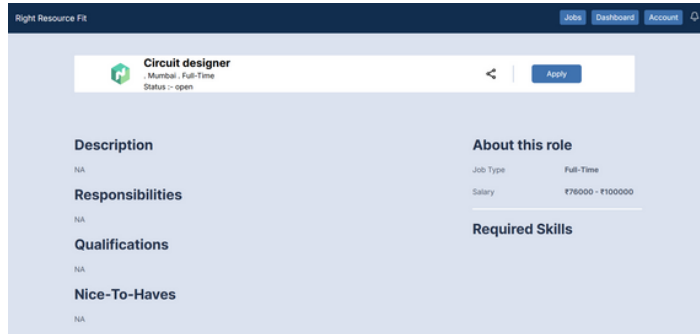 Right Resource Fit
Jobs Dashboard Account
Circuit designer
. Mumbai . Full-Time
Status :- open
Apply
Description
NA
Responsibilities
NA
Qualifications
NA
Nice-To-Haves
NA
About this role
Job Type Full-Time
Salary ₹76000 - ₹100000
Required Skills